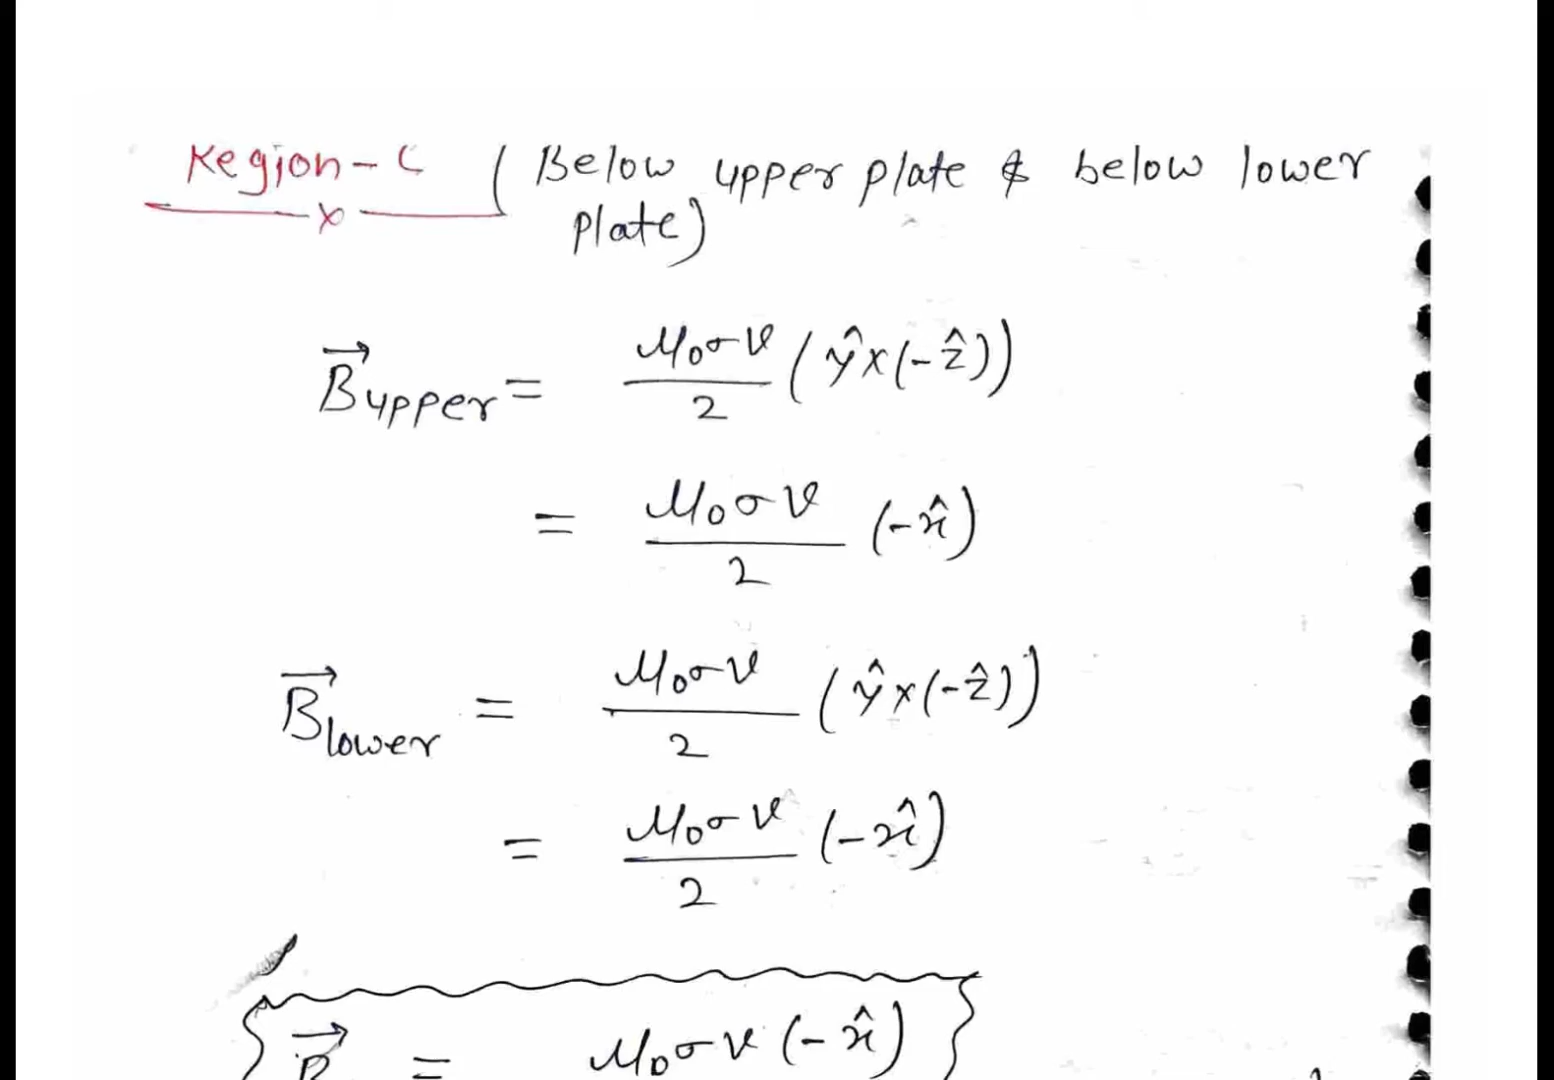 Region-C (Below upper plate & below lower
plate)
B⃗upper = μ₀σv/2 (ŷ×(-ẑ))
= μ₀σv/2 (-x̂)
B⃗lower = μ₀σv/2 (ŷ×(-ẑ))
= μ₀σv/2 (-x̂)
B⃗ = μ₀σv (-x̂)